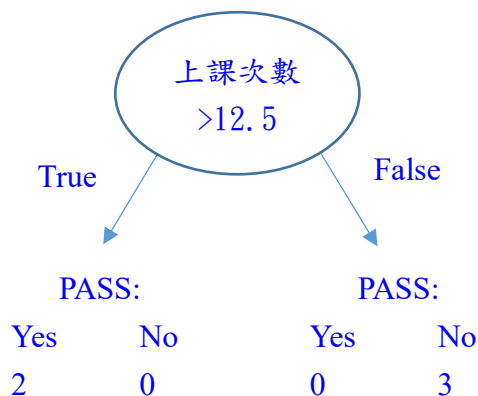 上課次數
>12.5
True
False
PASS:
PASS:
Yes No
Yes No
2 0
0 3